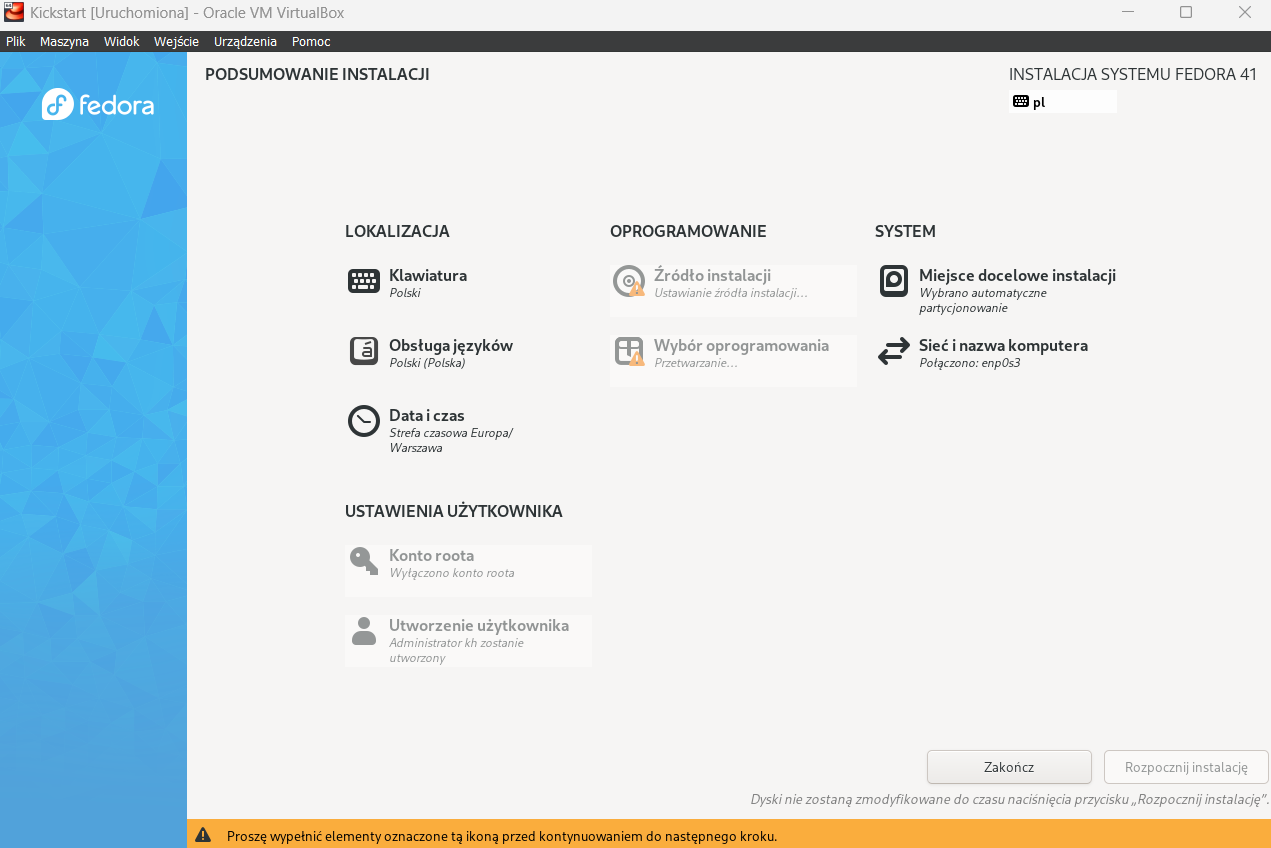 Kickstart [Uruchomiona] - Oracle VM VirtualBox
Plik Maszyna Widok Wejście Urządzenia Pomoc
fedora
PODSUMOWANIE INSTALACJI
INSTALACJA SYSTEMU FEDORA 41
pl
LOKALIZACJA
Klawiatura
Polski
Obsługa języków
Polski (Polska)
Data i czas
Strefa czasowa Europa/
Warszawa
OPROGRAMOWANIE
Źródło instalacji
Ustawianie źródła instalacji...
Wybór oprogramowania
Przetwarzanie...
SYSTEM
Miejsce docelowe instalacji
Wybrano automatyczne
partycjonowanie
Sieć i nazwa komputera
Połączono: enp0s3
USTAWIENIA UŻYTKOWNIKA
Konto roota
Wyłączono konto roota
Utworzenie użytkownika
Administrator kh zostanie
utworzony
Zakończ
Rozpocznij instalację
Dyski nie zostaną zmodyfikowane do czasu naciśnięcia przycisku „Rozpocznij instalację”.
Proszę wypełnić elementy oznaczone tą ikoną przed kontynuowaniem do następnego kroku.